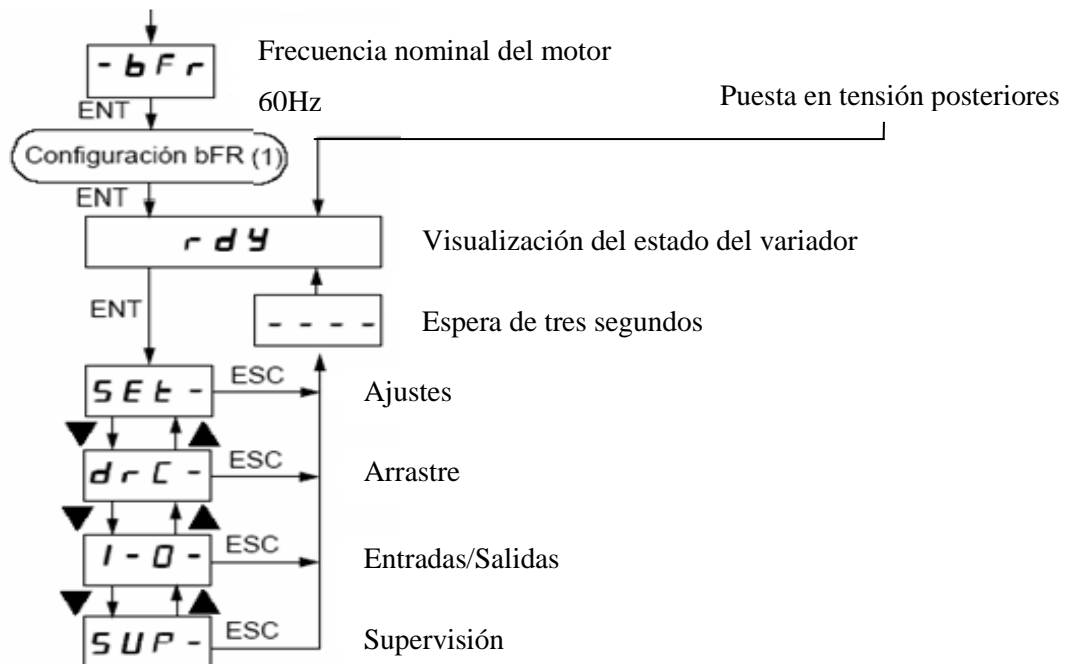 - b F r
Frecuencia nominal del motor
ENT
60Hz
Puesta en tensión posteriores
Configuración bFR (1)
ENT
r d Y
Visualización del estado del variador
ENT
- - - -
Espera de tres segundos
S E t -
ESC
Ajustes
d r C -
ESC
Arrastre
I - O -
ESC
Entradas/Salidas
S U P -
ESC
Supervisión